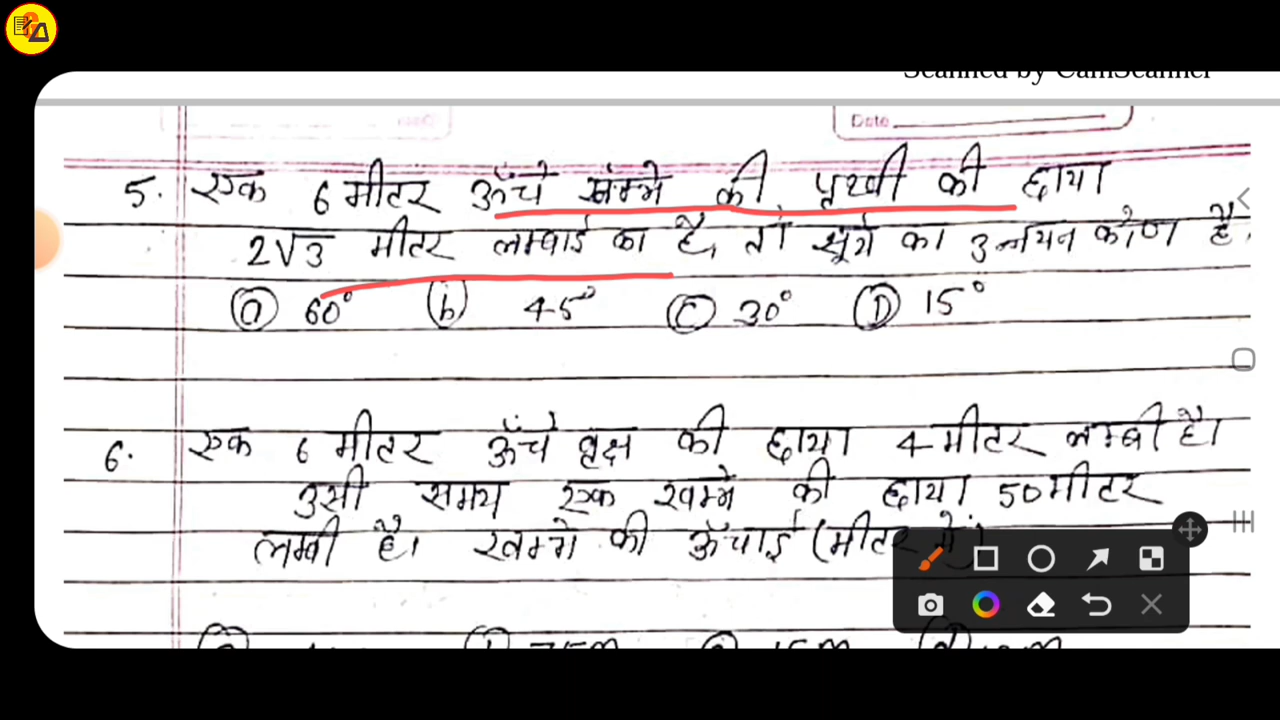 Scanned by CamScanner
Date
5. एक 6 मीटर ऊँचे खम्भे की पृथ्वी की छाया
2√3 मीटर लम्बाई का है, तो सूर्य का उन्नयन कोण है।
(a) 60° (b) 45° (c) 30° (D) 15°
6. एक 6 मीटर ऊँचे वृक्ष की छाया 4 मीटर लम्बी है।
उसी समय एक खम्भे की छाया 50 मीटर
लम्बी है। खम्भे की ऊँचाई (मीटर में)